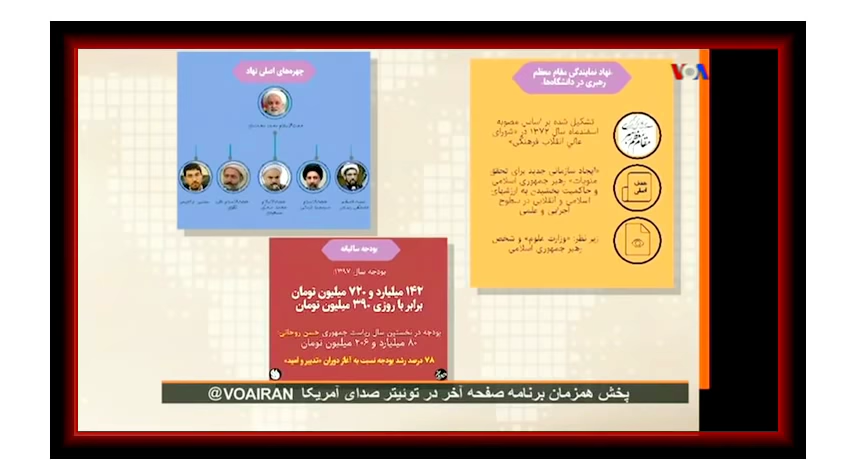 VOA
نهاد نمایندگی مقام معظم
رهبری در دانشگاه‌ها
تشکیل شده بر اساس مصوبه
اسفندماه سال ۱۳۷۲ در «شورای
عالی انقلاب فرهنگی»
«ایجاد سازمانی جدید برای تحقق
منویات» رهبر جمهوری اسلامی
و حاکمیت بخشیدن به ارزشهای
اسلامی و انقلابی در سطوح
اجرایی و علمی
هدف
اصلی
زیر نظر: «وزارت علوم» و شخص
رهبر جمهوری اسلامی
چهره‌های اصلی نهاد
بودجه سالیانه
بودجه سال ۱۳۹۷:
۱۴۲ میلیارد و ۷۲۰ میلیون تومان
برابر با روزی ۳۹۰ میلیون تومان
بودجه در نخستین سال ریاست جمهوری حسن روحانی:
۸۰ میلیارد و ۲۰۶ میلیون تومان
۷۸ درصد رشد بودجه نسبت به آغاز دوران «تدبیر و امید»
پخش همزمان برنامه صفحه آخر در توئیتر صدای آمریکا @VOAIRAN